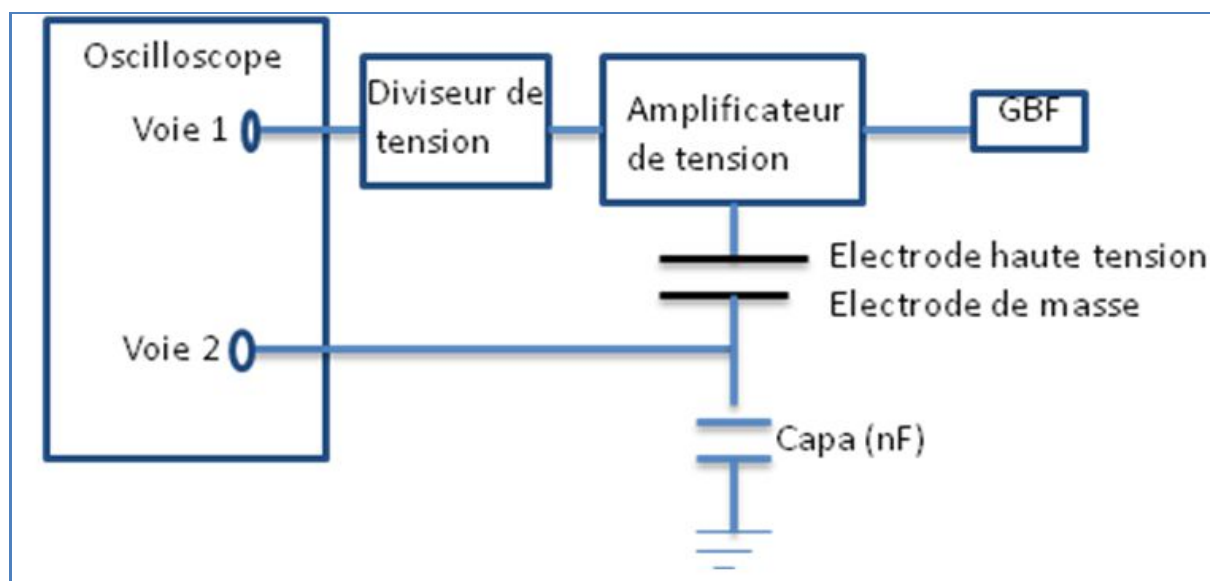 Oscilloscope
Voie 1
Diviseur de
tension
Amplificateur
de tension
GBF
Electrode haute tension
Electrode de masse
Voie 2
Capa (nF)